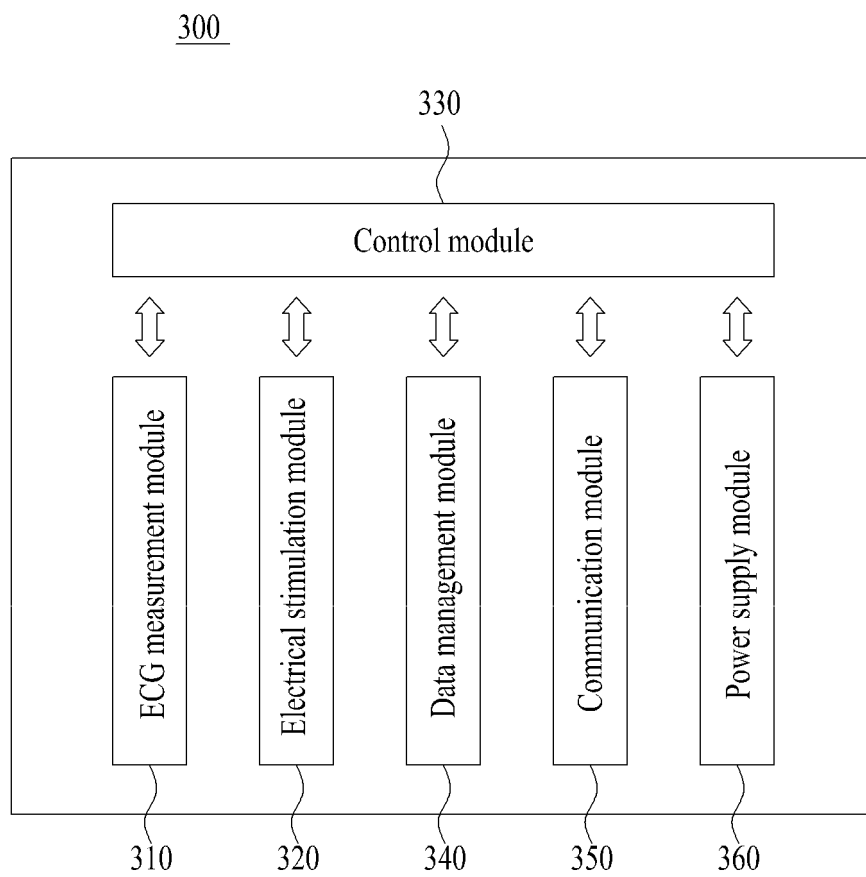 300
330
Control module
ECG measurement module
Electrical stimulation module
Data management module
Communication module
Power supply module
310
320
340
350
360